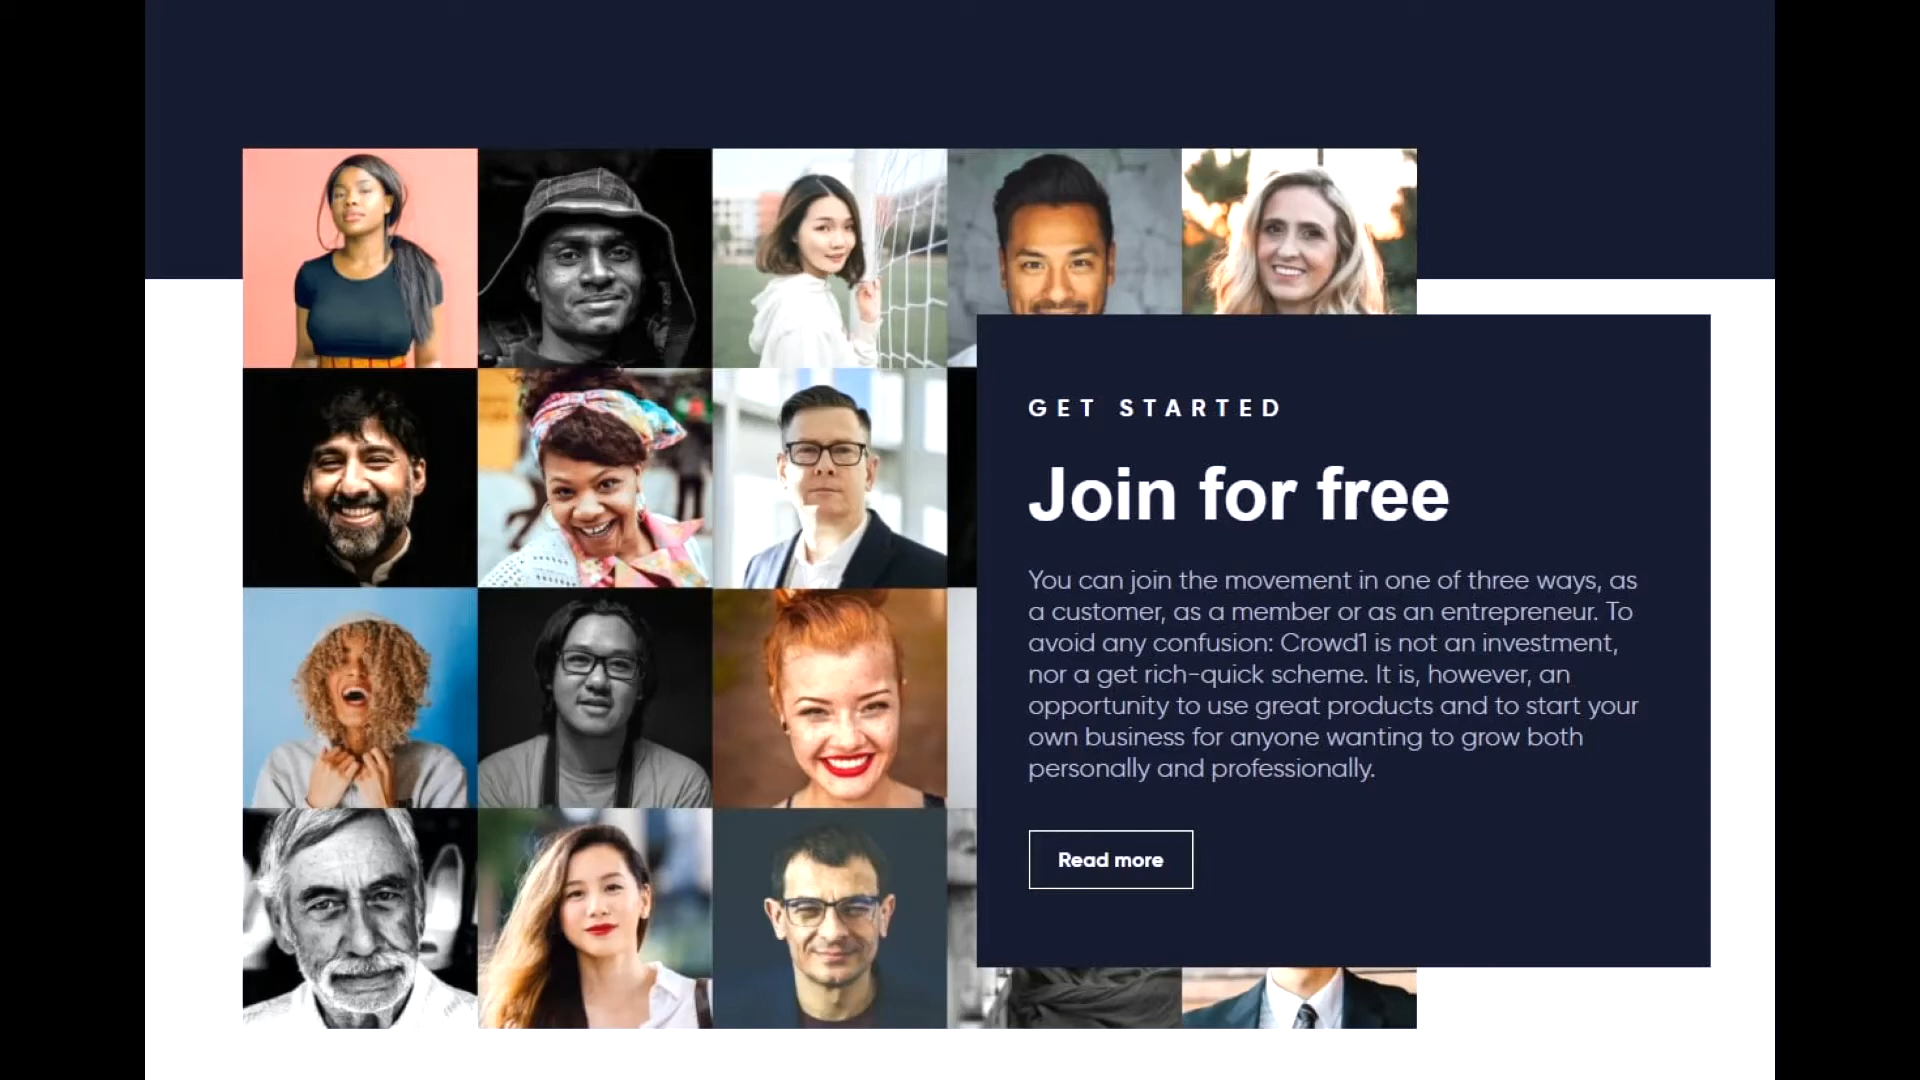 GET STARTED
Join for free
You can join the movement in one of three ways, as
a customer, as a member or as an entrepreneur. To
avoid any confusion: Crowd1 is not an investment,
nor a get rich-quick scheme. It is, however, an
opportunity to use great products and to start your
own business for anyone wanting to grow both
personally and professionally.
Read more